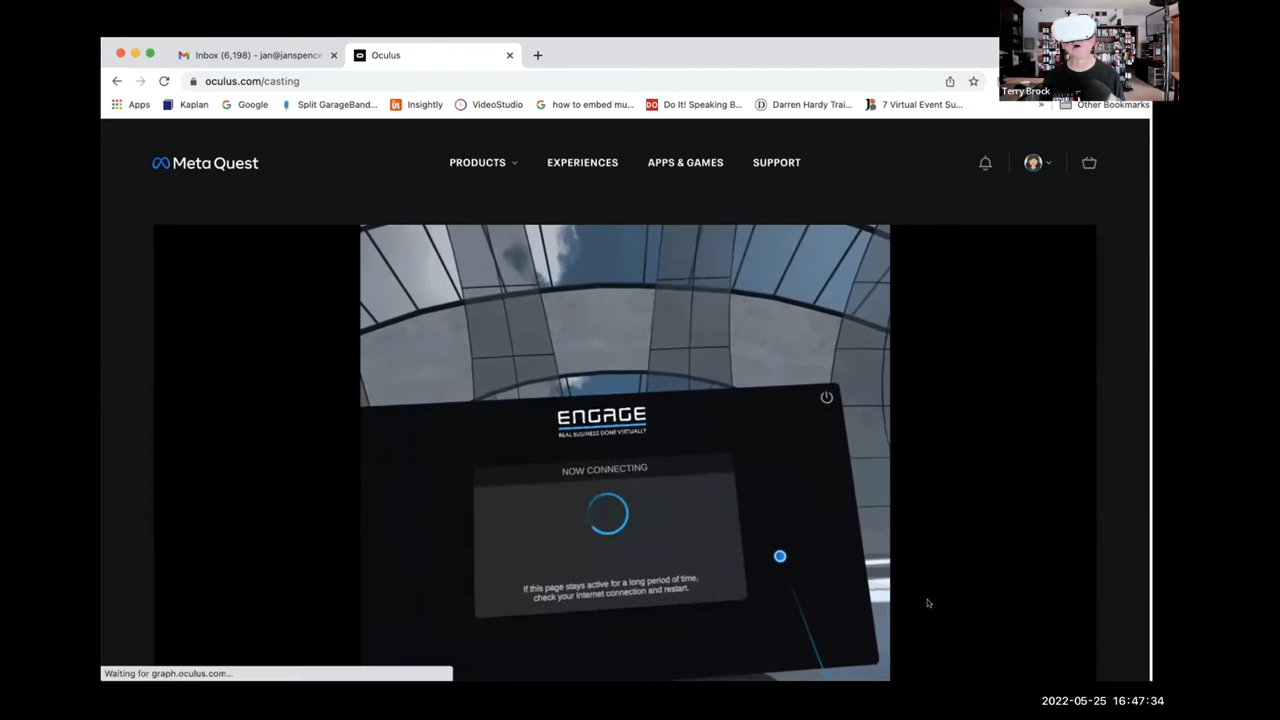 Inbox (6,198) - jan@janspence
Oculus
oculus.com/casting
Apps
Kaplan
Google
Split GarageBand...
Insightly
VideoStudio
how to embed mu...
Do It! Speaking B...
Darren Hardy Trai...
7 Virtual Event Su...
»
Other Bookmarks
Terry Brock
Meta Quest
PRODUCTS
EXPERIENCES
APPS & GAMES
SUPPORT
ENGAGE
REAL BUSINESS DONE VIRTUALLY
NOW CONNECTING
If this page stays active for a long period of time,
check your Internet connection and restart.
Waiting for graph.oculus.com...
2022-05-25 16:47:34